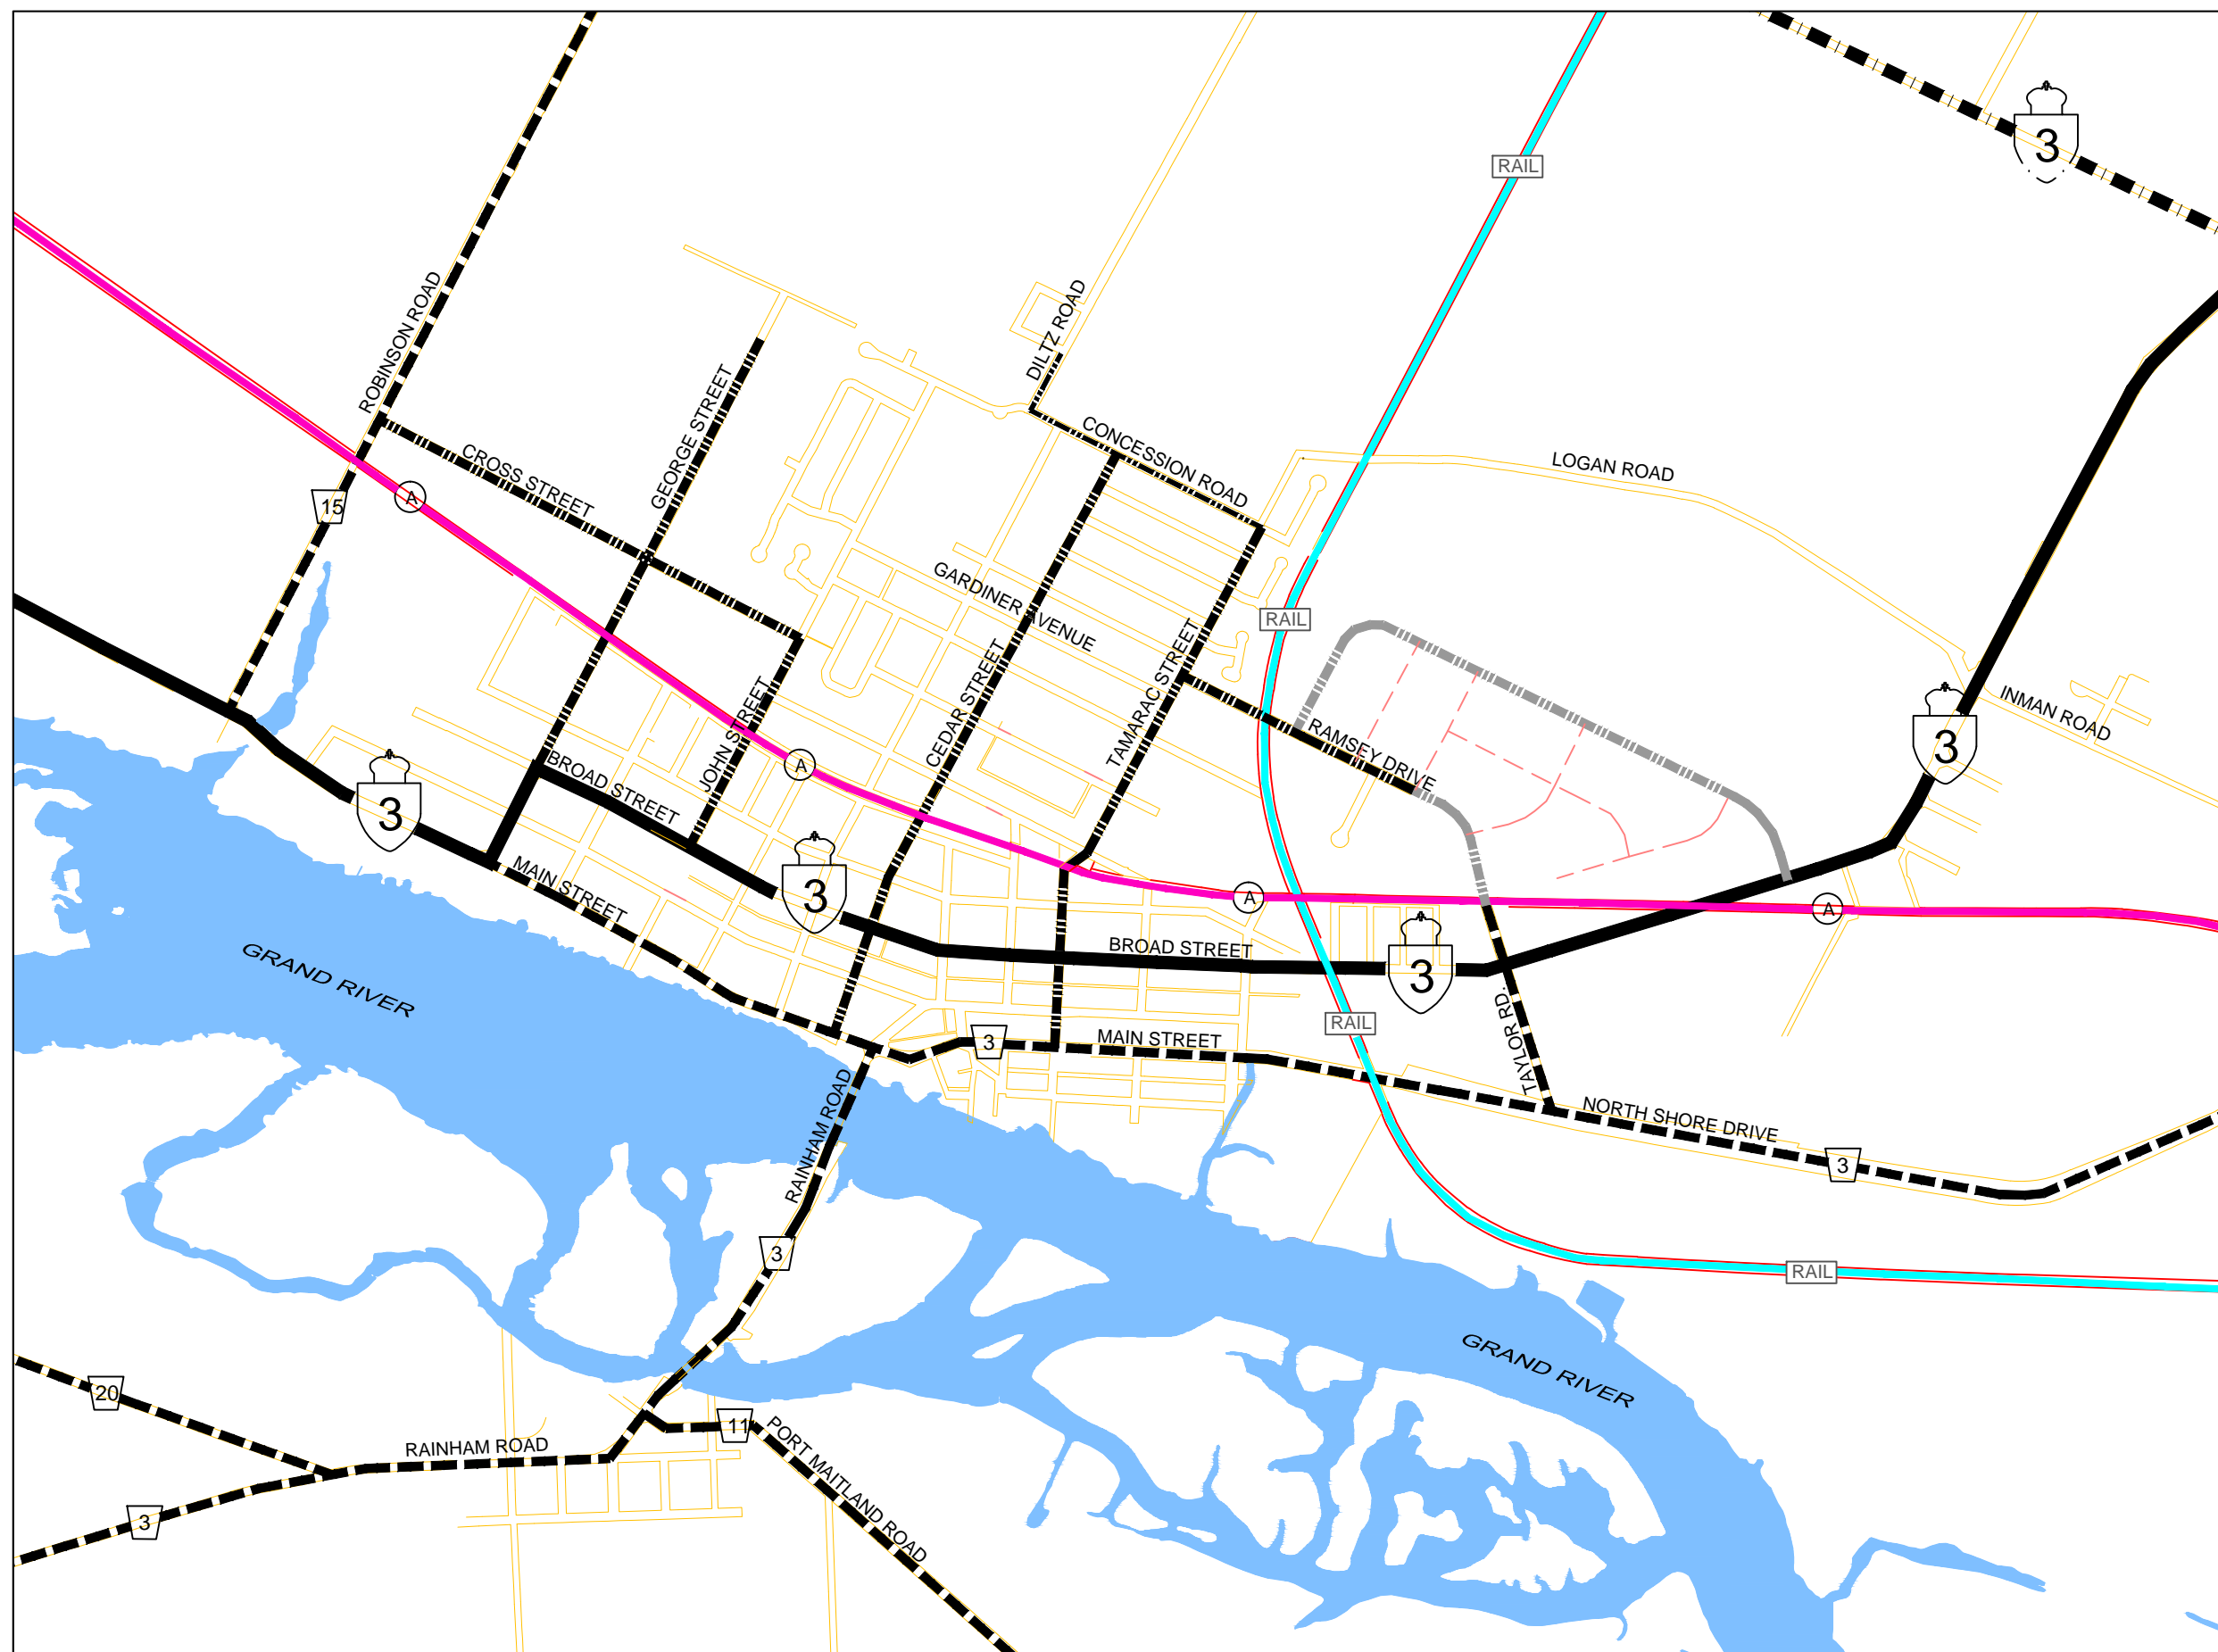 3
RAIL
ROBINSON ROAD
DILTZ ROAD
GEORGE STREET
CONCESSION ROAD
CROSS STREET
LOGAN ROAD
A
15
GARDINER AVENUE
RAIL
CEDAR STREET
TAMARAC STREET
JOHN STREET
RAMSEY DRIVE
INMAN ROAD
3
BROAD STREET
A
3
MAIN STREET
3
A
A
BROAD STREET
3
GRAND RIVER
RAIL
TAYLOR RD.
3
MAIN STREET
RAINHAM ROAD
NORTH SHORE DRIVE
3
3
RAIL
GRAND RIVER
20
11
RAINHAM ROAD
PORT MAITLAND ROAD
3